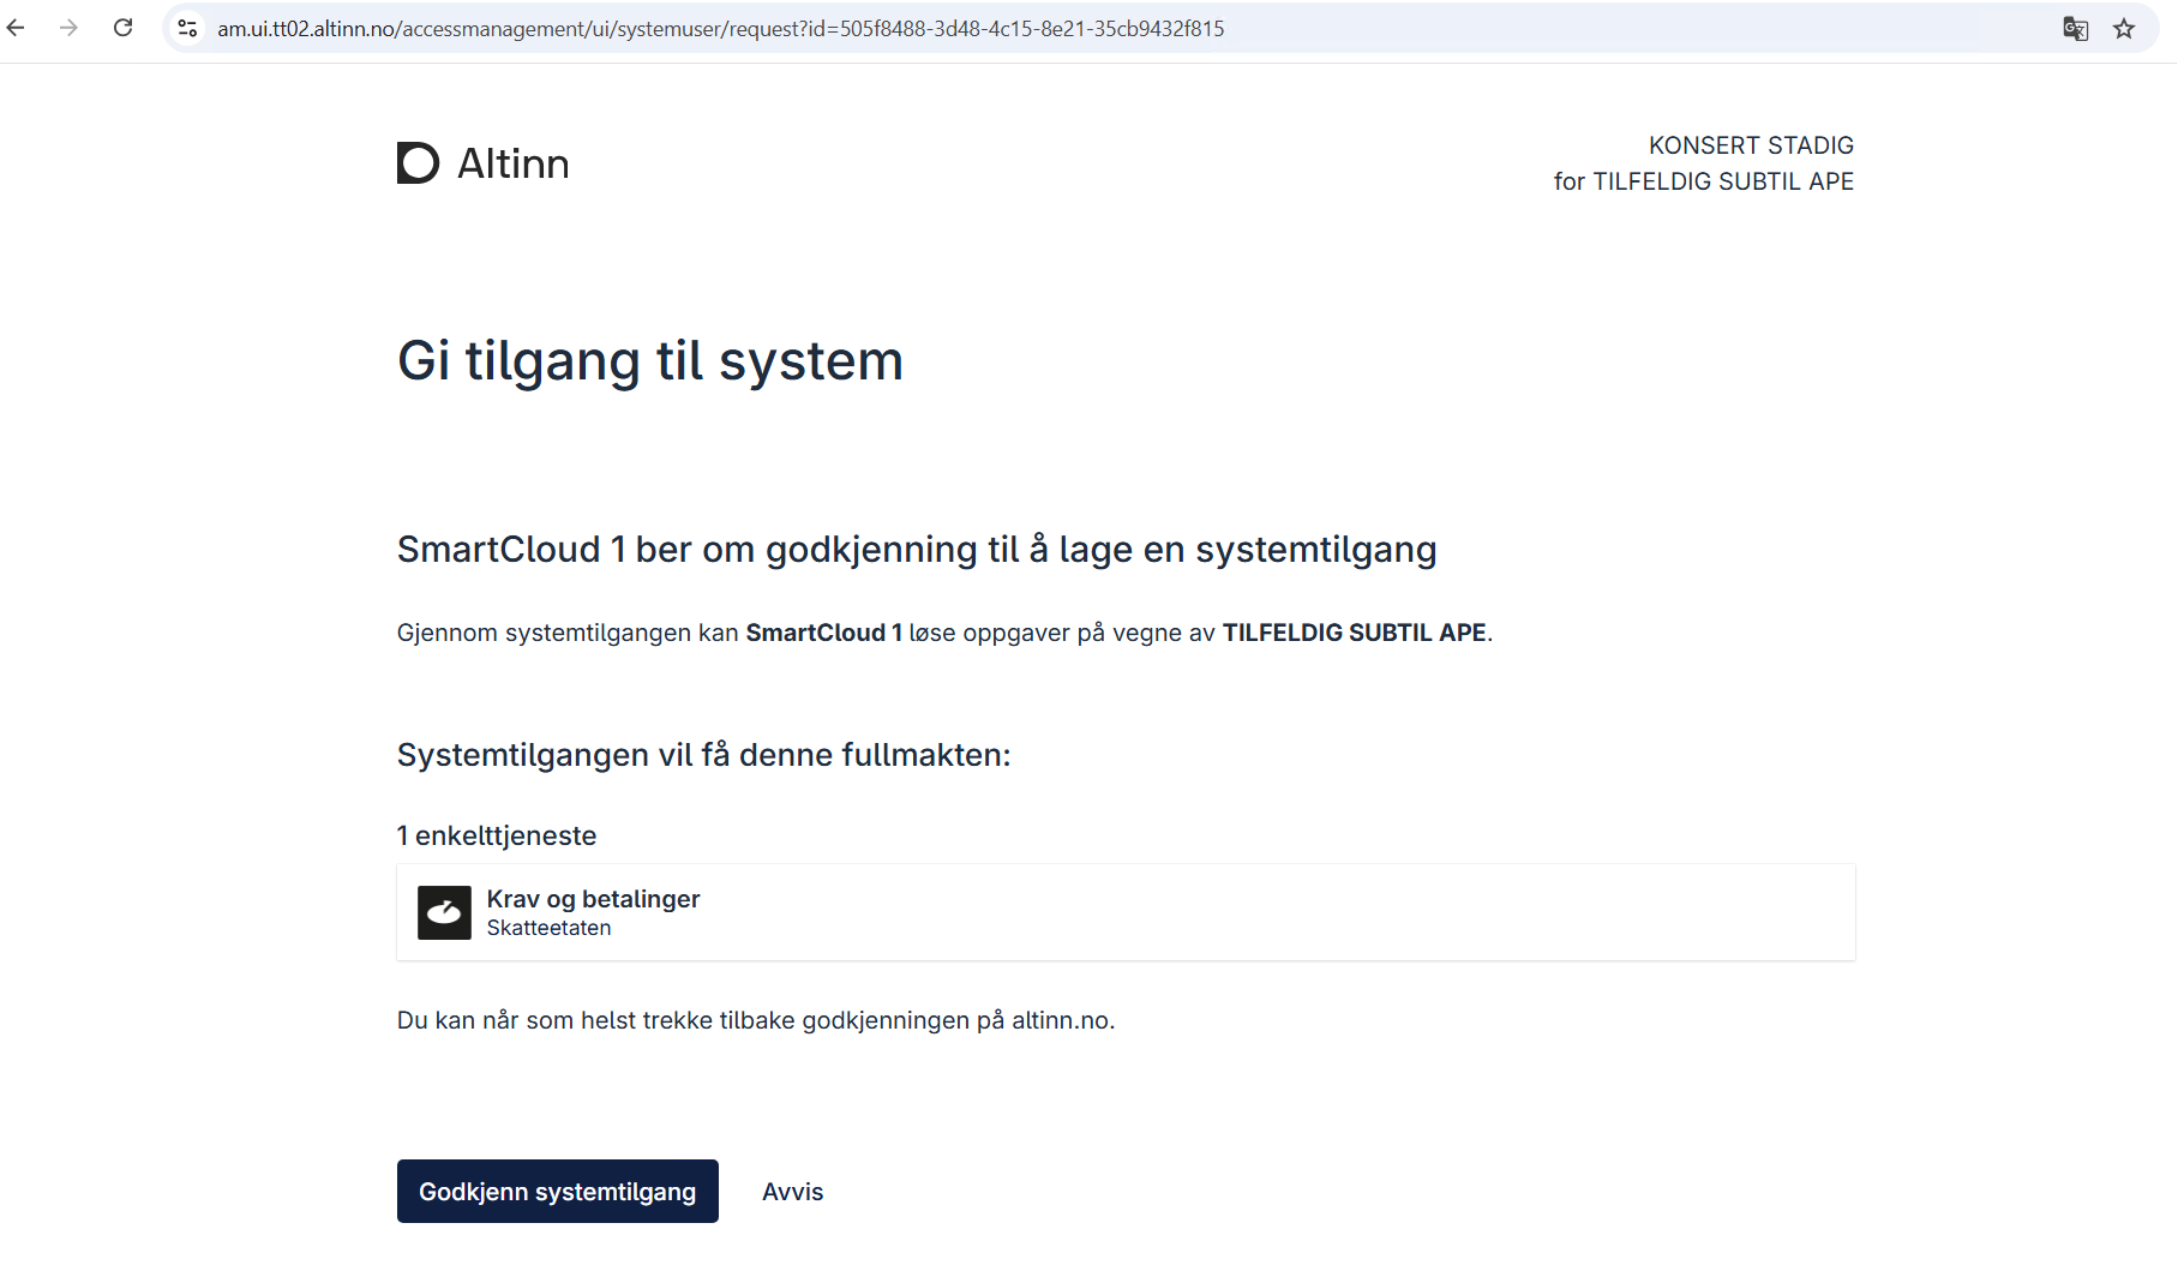 am.ui.tt02.altinn.no/accessmanagement/ui/systemuser/request?id=505f8488-3d48-4c15-8e21-35cb9432f815
Altinn
KONSERT STADIG
for TILFELDIG SUBTIL APE
Gi tilgang til system
SmartCloud 1 ber om godkjenning til å lage en systemtilgang
Gjennom systemtilgangen kan SmartCloud 1 løse oppgaver på vegne av TILFELDIG SUBTIL APE.
Systemtilgangen vil få denne fullmakten:
1 enkelttjeneste
Krav og betalinger
Skatteetaten
Du kan når som helst trekke tilbake godkjenningen på altinn.no.
Godkjenn systemtilgang
Avvis